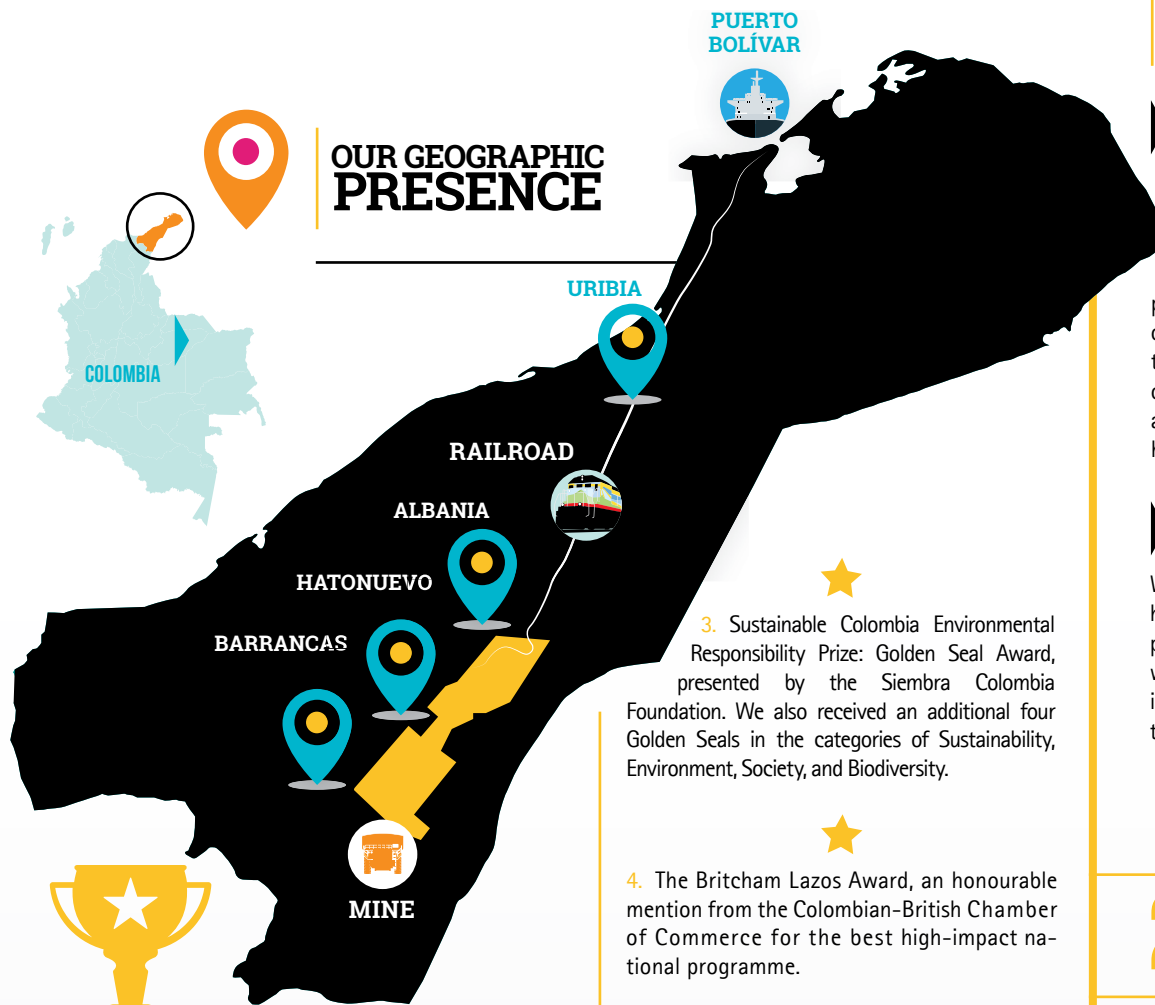 PUERTO
BOLÍVAR
OUR GEOGRAPHIC
PRESENCE
COLOMBIA
URIBIA
RAILROAD
ALBANIA
HATONUEVO
BARRANCAS
MINE
3. Sustainable Colombia Environmental
Responsibility Prize: Golden Seal Award,
presented by the Siembra Colombia
Foundation. We also received an additional four
Golden Seals in the categories of Sustainability,
Environment, Society, and Biodiversity.
4. The Britcham Lazos Award, an honourable
mention from the Colombian-British Chamber
of Commerce for the best high-impact na-
tional programme.